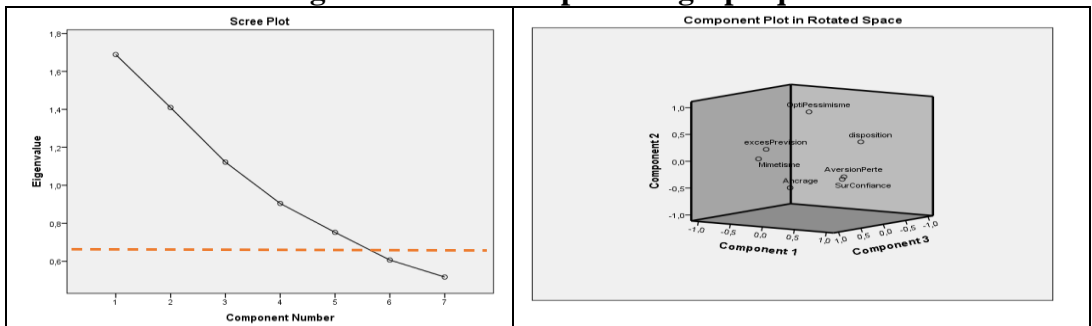 Scree Plot
1,8
1,6
1,4
1,2
1,0
0,8
0,6
Eigenvalue
1 2 3 4 5 6 7
Component Number
Component Plot in Rotated Space
OptiPessimisme
disposition
excesPrevision
Mimetisme
AversionPerte
Ancrage
SurConfiance
1,0
0,5
0,0
-0,5
-1,0
Component 2
-1,0 -0,5 0,0 0,5 1,0
Component 1
1,0 0,5 0,0 -0,5 -1,0
Component 3